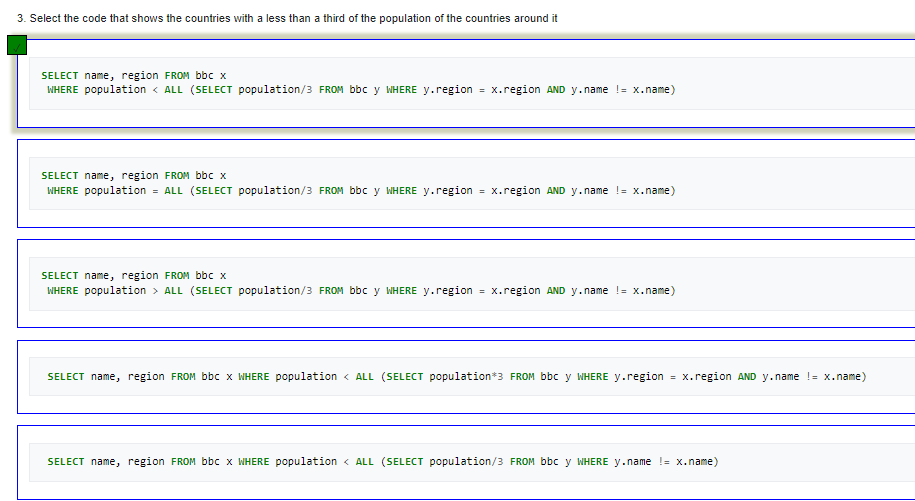 3. Select the code that shows the countries with a less than a third of the population of the countries around it
SELECT name, region FROM bbc x
WHERE population < ALL (SELECT population/3 FROM bbc y WHERE y.region = x.region AND y.name != x.name)
SELECT name, region FROM bbc x
WHERE population = ALL (SELECT population/3 FROM bbc y WHERE y.region = x.region AND y.name != x.name)
SELECT name, region FROM bbc x
WHERE population > ALL (SELECT population/3 FROM bbc y WHERE y.region = x.region AND y.name != x.name)
SELECT name, region FROM bbc x WHERE population < ALL (SELECT population*3 FROM bbc y WHERE y.region = x.region AND y.name != x.name)
SELECT name, region FROM bbc x WHERE population < ALL (SELECT population/3 FROM bbc y WHERE y.name != x.name)